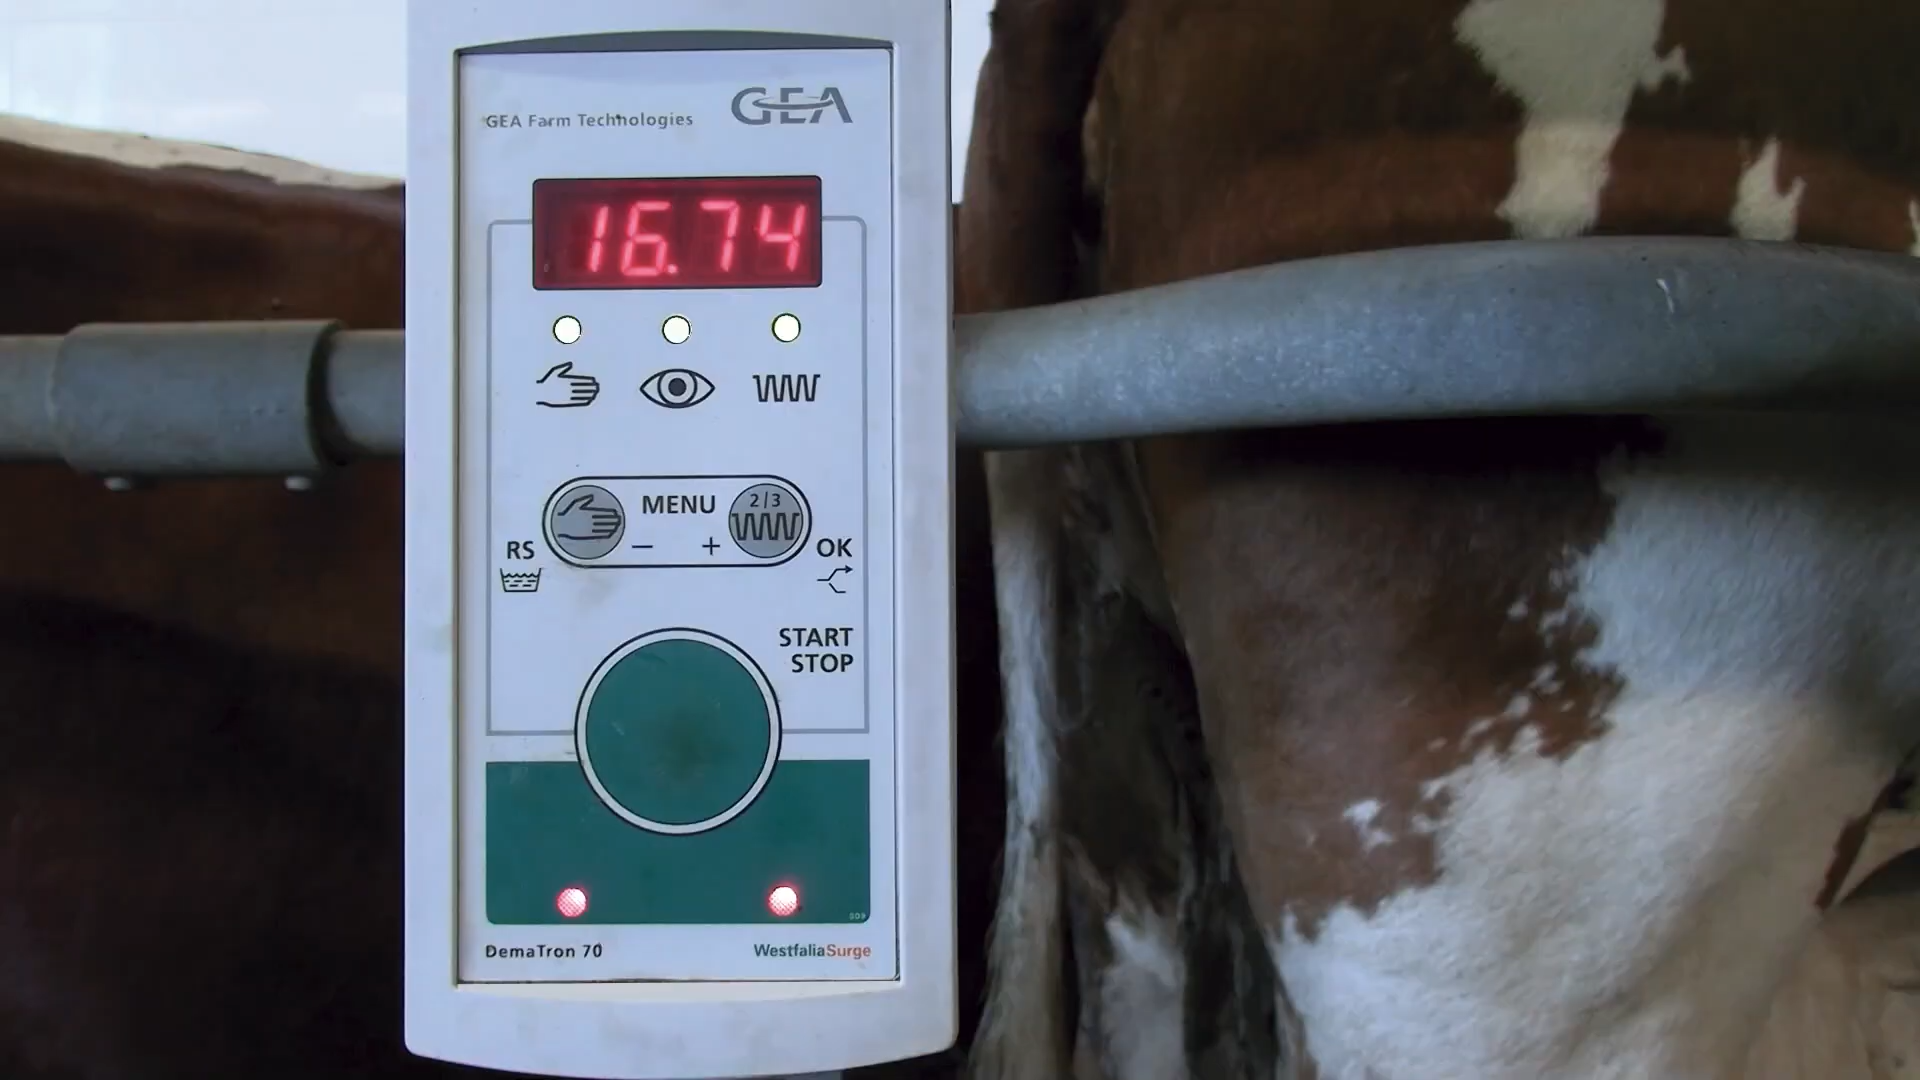 GEA Farm Technologies
GEA
16.74
2/3
MENU
RS
- +
OK
START
STOP
DemaTron 70
WestfaliaSurge